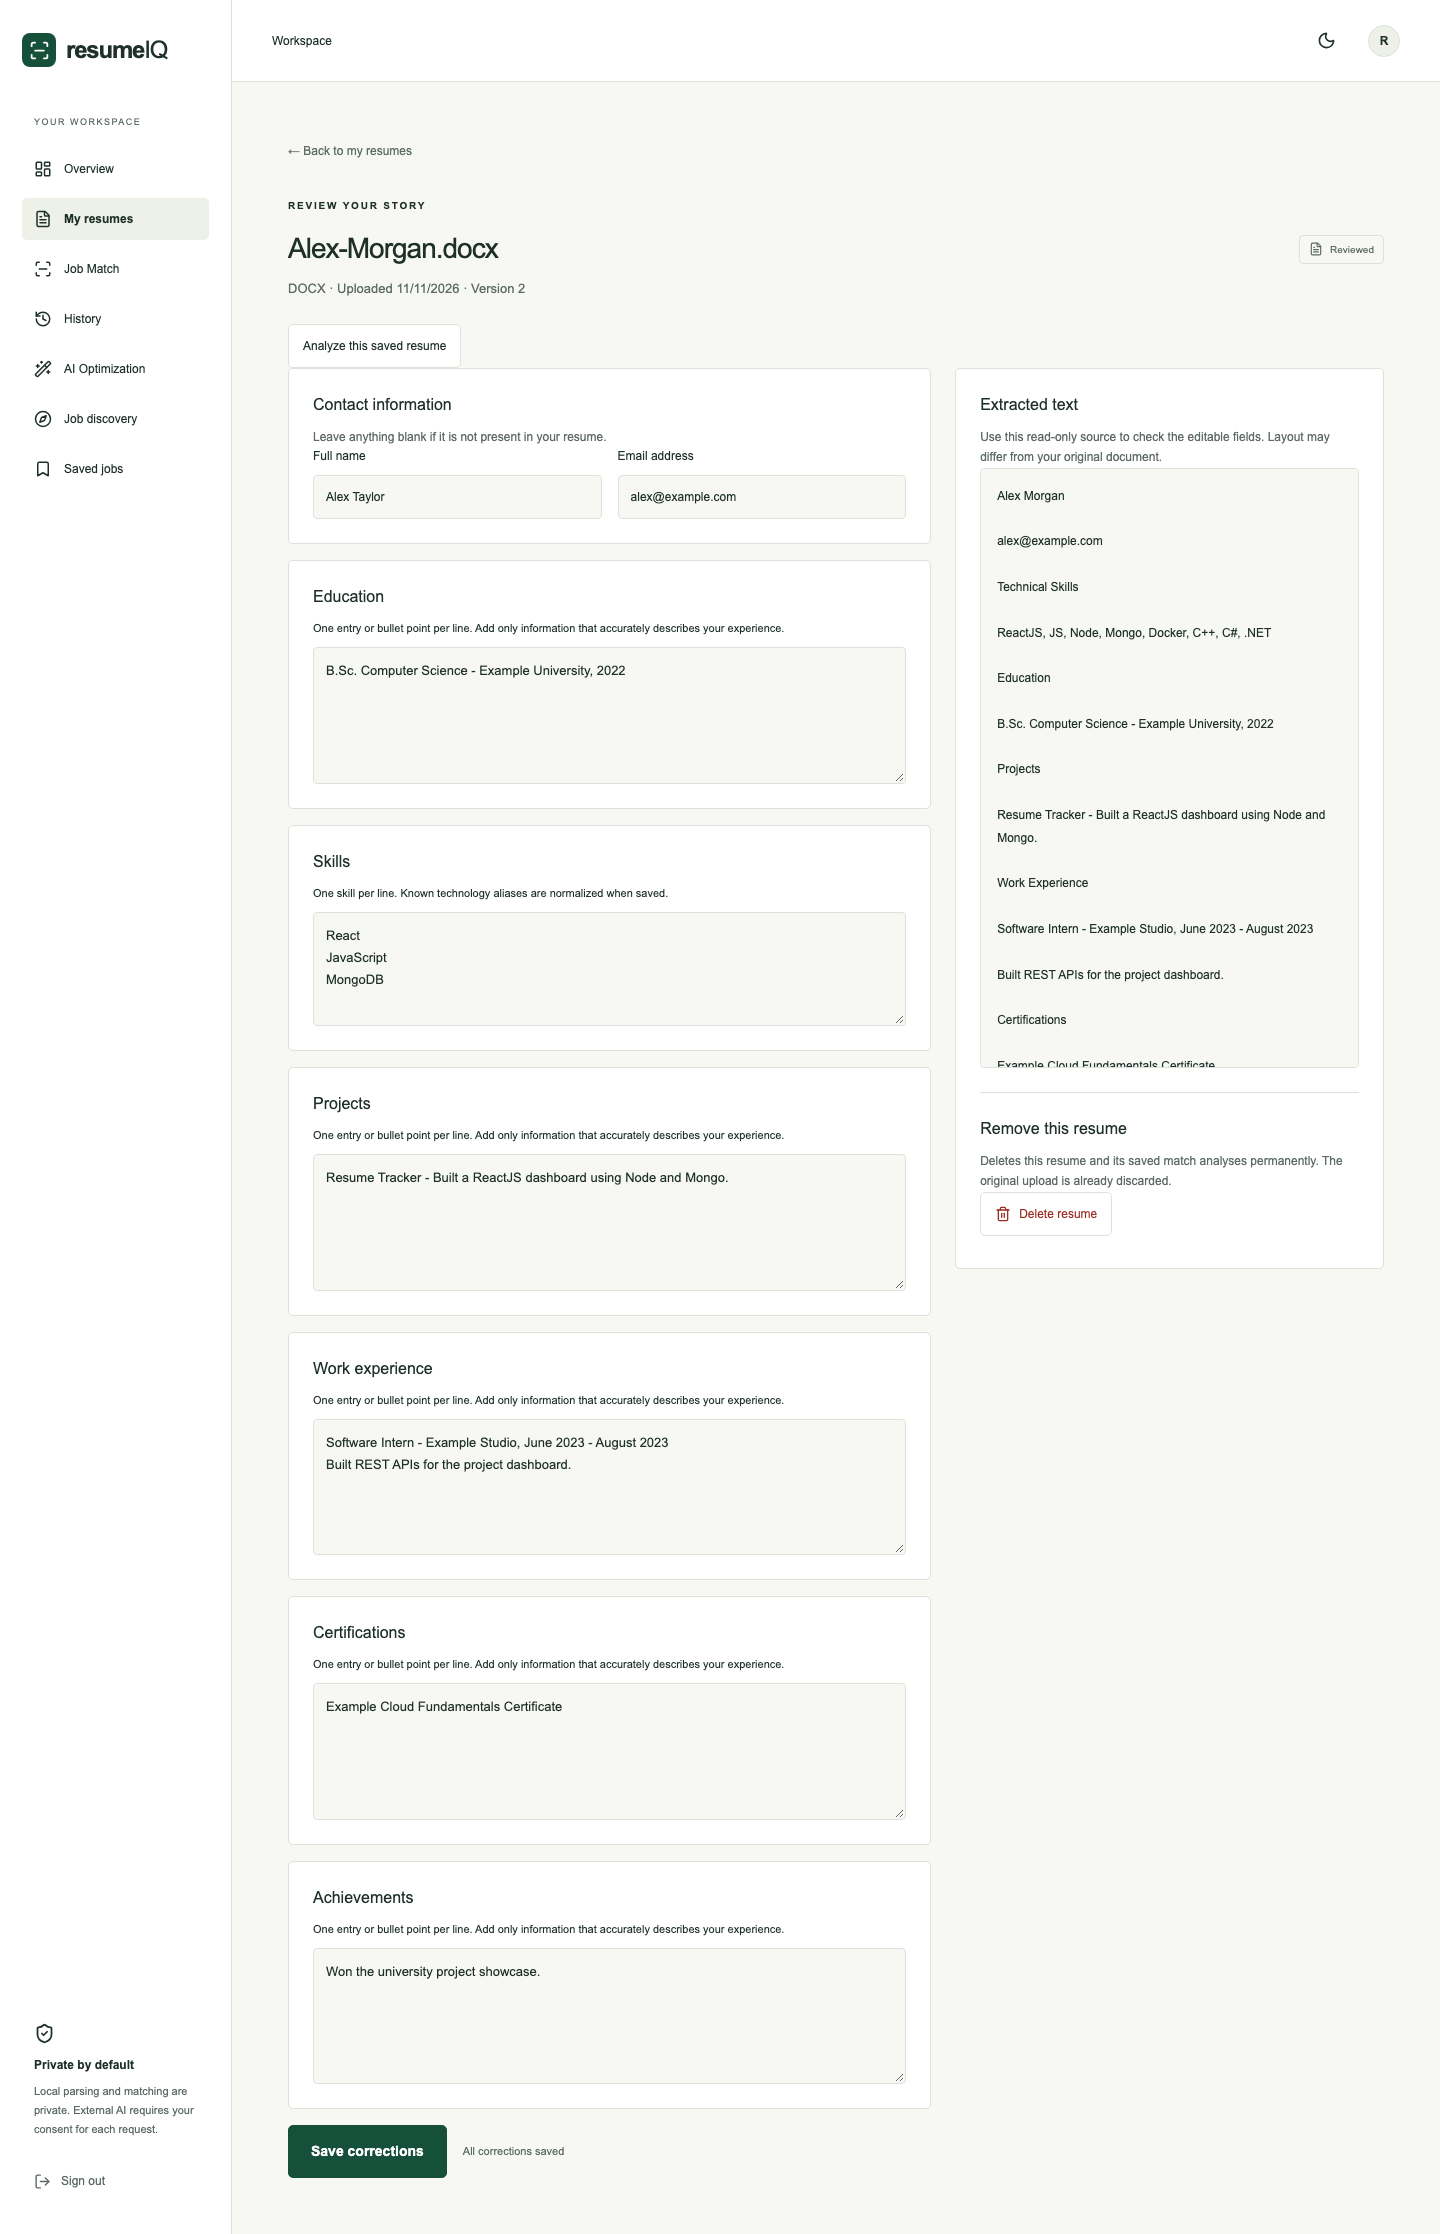 resumeIQ
YOUR WORKSPACE
Overview
My resumes
Job Match
History
AI Optimization
Job discovery
Saved jobs
Private by default
Local parsing and matching are
private. External AI requires your
consent for each request.
Sign out
Workspace
R
← Back to my resumes
REVIEW YOUR STORY
Alex-Morgan.docx
Reviewed
DOCX · Uploaded 11/11/2026 · Version 2
Analyze this saved resume
Contact information
Leave anything blank if it is not present in your resume.
Full name
Email address
Alex Taylor
alex@example.com
Education
One entry or bullet point per line. Add only information that accurately describes your experience.
B.Sc. Computer Science - Example University, 2022
Skills
One skill per line. Known technology aliases are normalized when saved.
React
JavaScript
MongoDB
Projects
One entry or bullet point per line. Add only information that accurately describes your experience.
Resume Tracker - Built a ReactJS dashboard using Node and Mongo.
Work experience
One entry or bullet point per line. Add only information that accurately describes your experience.
Software Intern - Example Studio, June 2023 - August 2023
Built REST APIs for the project dashboard.
Certifications
One entry or bullet point per line. Add only information that accurately describes your experience.
Example Cloud Fundamentals Certificate
Achievements
One entry or bullet point per line. Add only information that accurately describes your experience.
Won the university project showcase.
Save corrections
All corrections saved
Extracted text
Use this read-only source to check the editable fields. Layout may
differ from your original document.
Alex Morgan
alex@example.com
Technical Skills
ReactJS, JS, Node, Mongo, Docker, C++, C#, .NET
Education
B.Sc. Computer Science - Example University, 2022
Projects
Resume Tracker - Built a ReactJS dashboard using Node and
Mongo.
Work Experience
Software Intern - Example Studio, June 2023 - August 2023
Built REST APIs for the project dashboard.
Certifications
Example Cloud Fundamentals Certificate
Remove this resume
Deletes this resume and its saved match analyses permanently. The
original upload is already discarded.
Delete resume